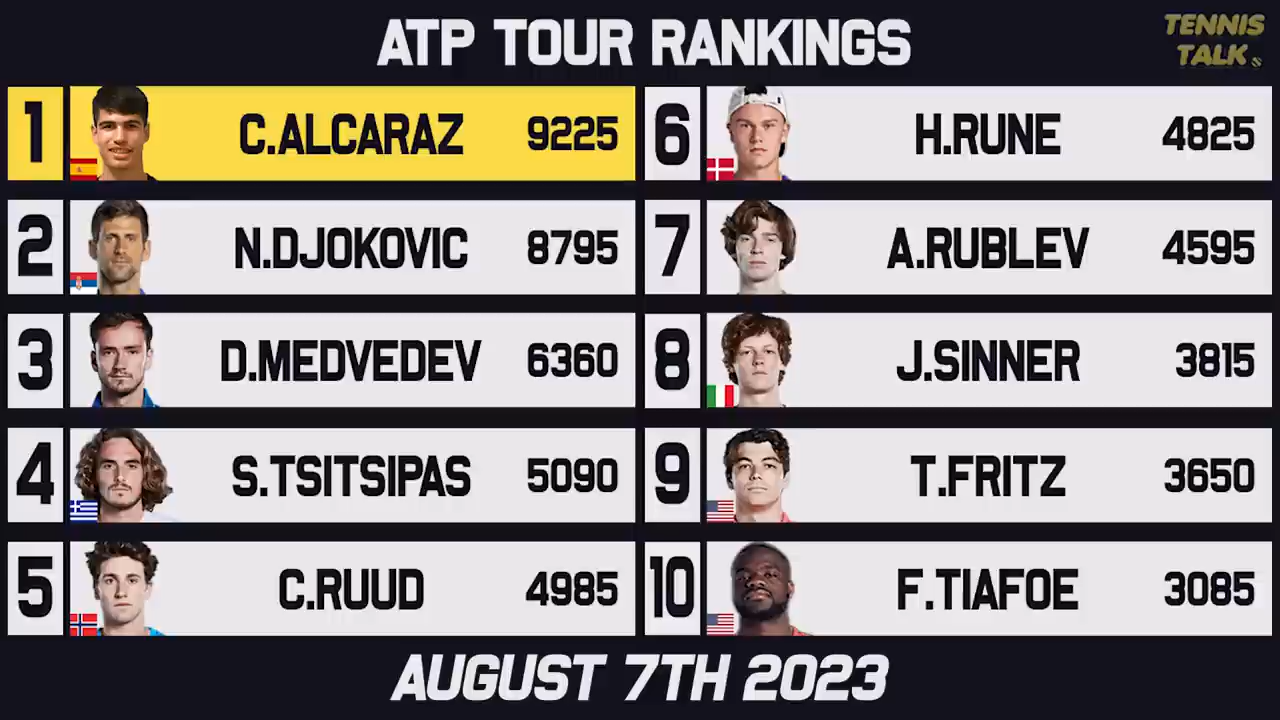 ATP TOUR RANKINGS
TENNIS
TALK
1 C.ALCARAZ 9225
2 N.DJOKOVIC 8795
3 D.MEDVEDEV 6360
4 S.TSITSIPAS 5090
5 C.RUUD 4985
6 H.RUNE 4825
7 A.RUBLEV 4595
8 J.SINNER 3815
9 T.FRITZ 3650
10 F.TIAFOE 3085
AUGUST 7TH 2023